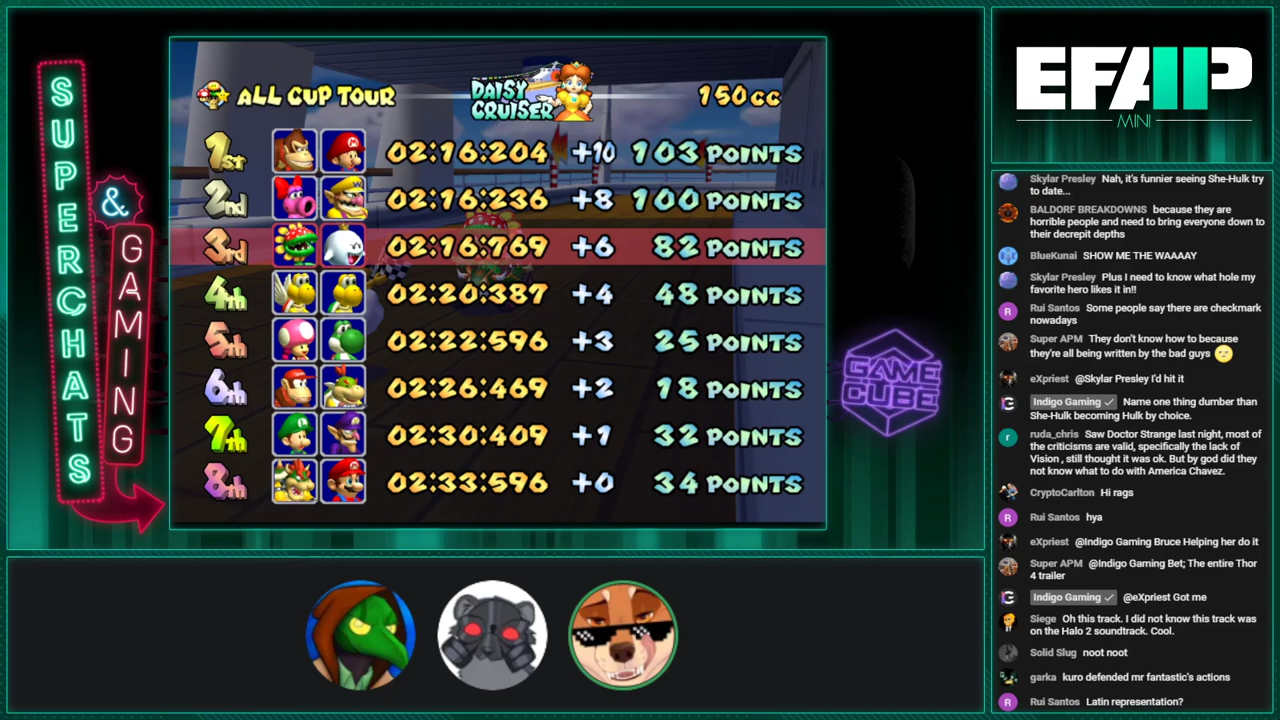 SUPERCHATS
&
GAMING
ALL CUP TOUR
DAISY
CRUISER
150cc
1st 02:16:204 +10 103 POINTS
2nd 02:16:236 +8 100 POINTS
3rd 02:16:769 +6 82 POINTS
4th 02:20:387 +4 48 POINTS
5th 02:22:596 +3 25 POINTS
6th 02:26:469 +2 18 POINTS
7th 02:30:409 +1 32 POINTS
8th 02:33:596 +0 34 POINTS
GAME
CUBE
EFAP
MINI
Skylar Presley Nah, it's funnier seeing She-Hulk try
to date...
BALDORF BREAKDOWNS because they are
horrible people and need to bring everyone down to
their decrepit depths
BlueKunai SHOW ME THE WAAAAY
Skylar Presley Plus I need to know what hole my
favorite hero likes it in!!
R Rui Santos Some people say there are checkmark
nowadays
Super APM They don't know how to because
they're all being written by the bad guys
eXpriest @Skylar Presley I'd hit it
Indigo Gaming Name one thing dumber than
She-Hulk becoming Hulk by choice.
r ruda_chris Saw Doctor Strange last night, most of
the criticisms are valid, specifically the lack of
Vision , still thought it was ok. But by god did they
not know what to do with America Chavez.
CryptoCarlton Hi rags
R Rui Santos hya
eXpriest @Indigo Gaming Bruce Helping her do it
Super APM @Indigo Gaming Bet; The entire Thor
4 trailer
Indigo Gaming @eXpriest Got me
Siege Oh this track. I did not know this track was
on the Halo 2 soundtrack. Cool.
Solid Slug noot noot
garka kuro defended mr fantastic's actions
R Rui Santos Latin representation?